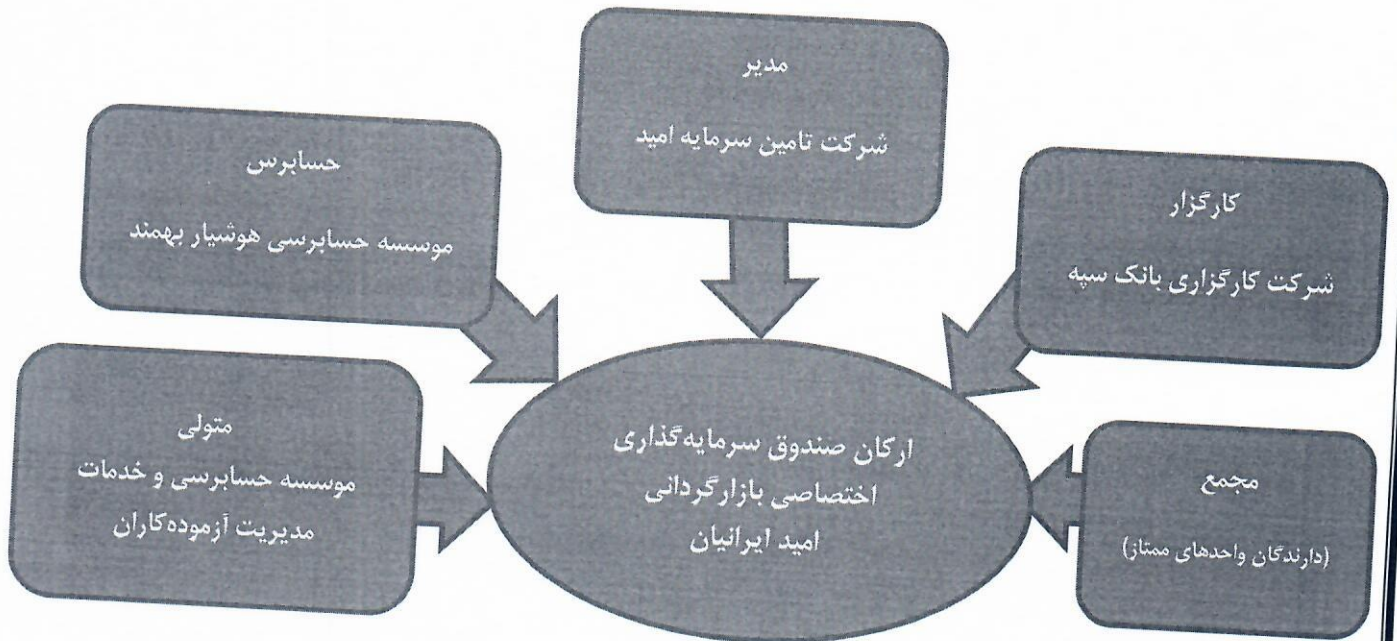 مدیر
شرکت تامین سرمایه امید
کارگزار
شرکت کارگزاری بانک سپه
حسابرس
موسسه حسابرسی هوشیار بهمند
مجمع
(دارندگان واحدهای ممتاز)
متولی
موسسه حسابرسی و خدمات
مدیریت آزموده‌کاران
ارکان صندوق سرمایه‌گذاری
اختصاصی بازارگردانی
امید ایرانیان